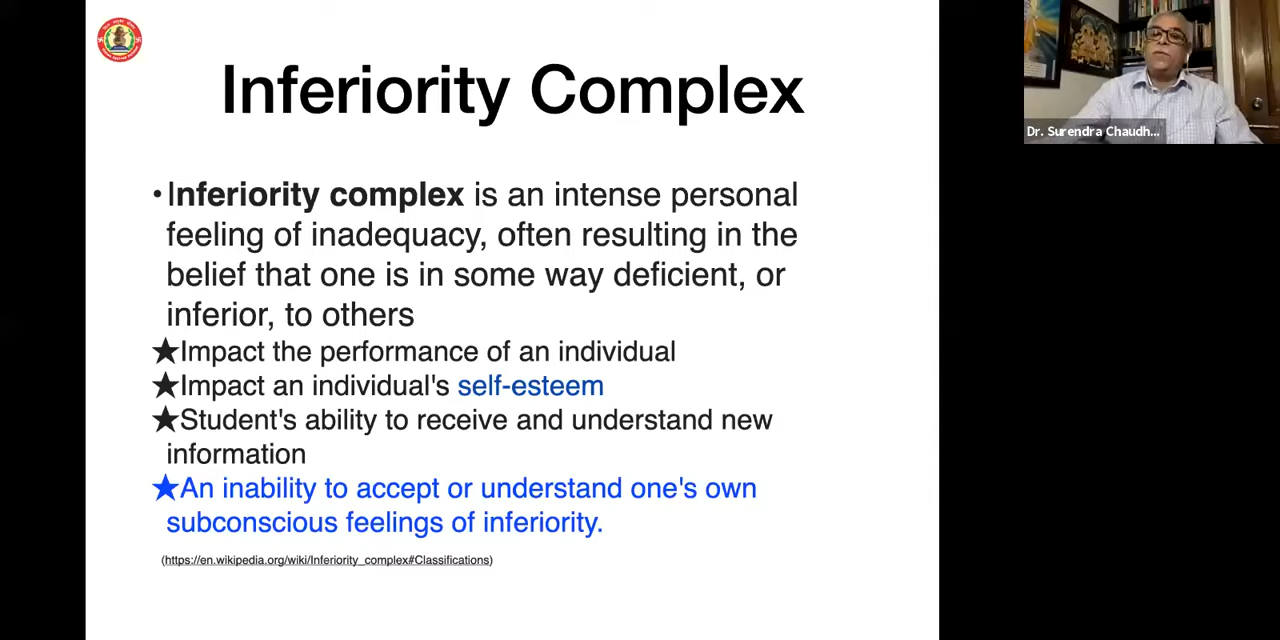 Inferiority Complex
•Inferiority complex is an intense personal
feeling of inadequacy, often resulting in the
belief that one is in some way deficient, or
inferior, to others
★Impact the performance of an individual
★Impact an individual's self-esteem
★Student's ability to receive and understand new
information
★An inability to accept or understand one's own
subconscious feelings of inferiority.
(https://en.wikipedia.org/wiki/Inferiority_complex#Classifications)
Dr. Surendra Chaudh...